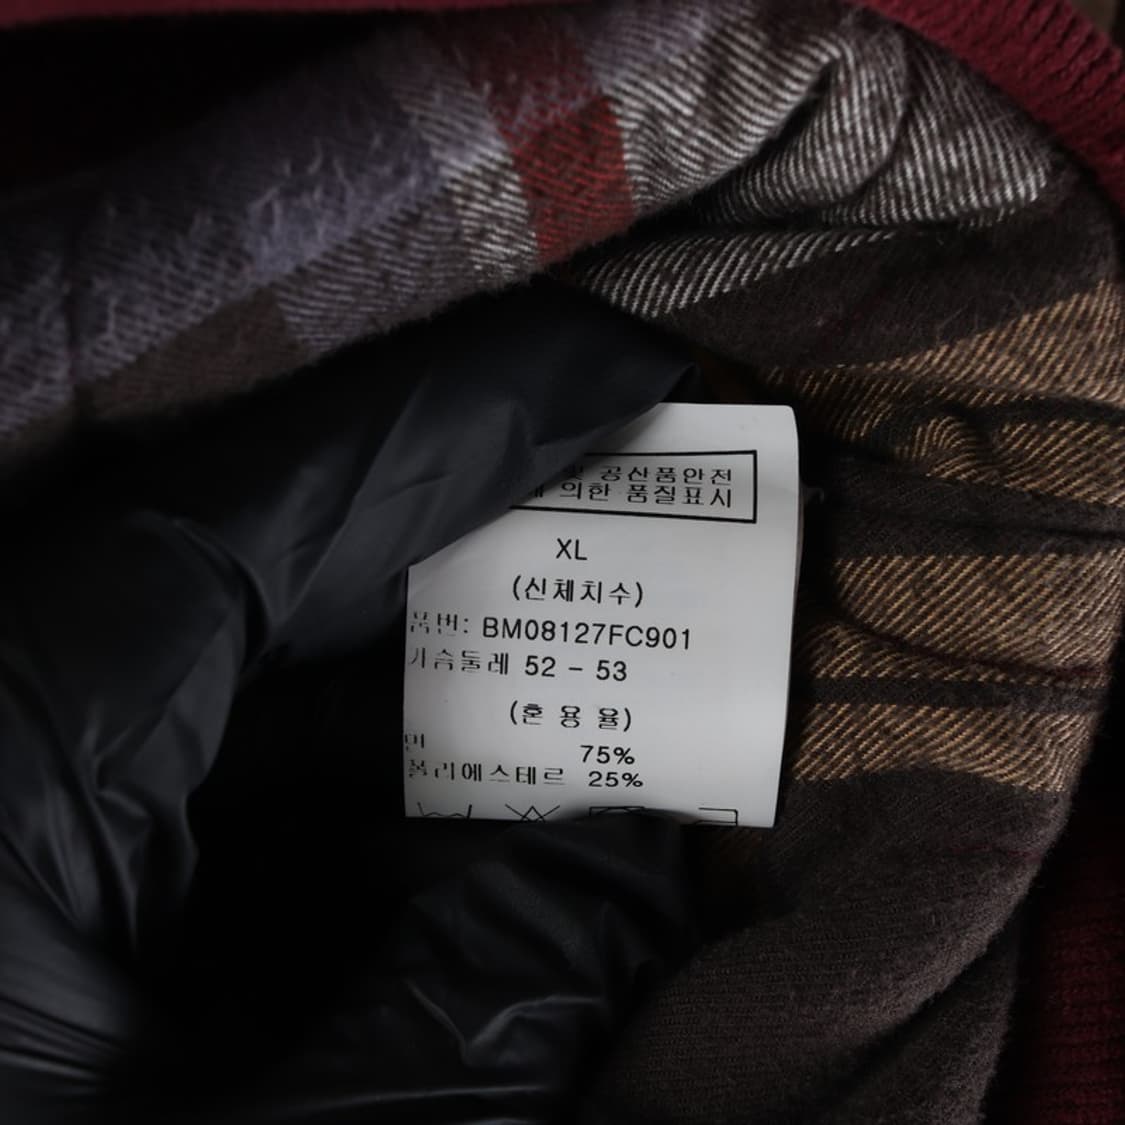 공산품안전
의한 품질표시
XL
(신체치수)
품번: BM08127FC901
가슴둘레 52 - 53
(혼 용 율)
면 75%
폴리에스테르 25%